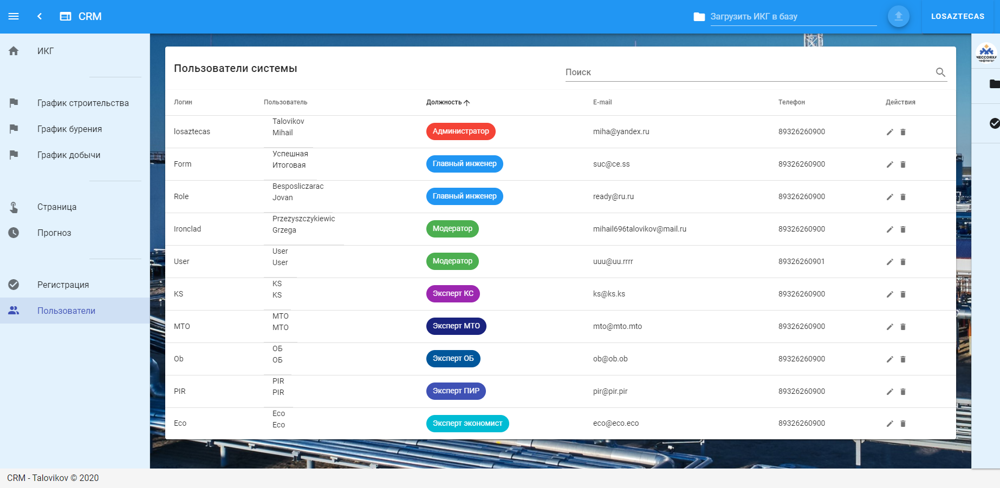 CRM
Загрузить ИКГ в базу
LOSAZTECAS
ИКГ
График строительства
График бурения
График добычи
Страница
Прогноз
Регистрация
Пользователи
Пользователи системы
Поиск
Логин Пользователь Должность E-mail Телефон Действия
losaztecas Talovikov Mihail Администратор miha@yandex.ru 89326260900
Form Успешная Итоговая Главный инженер suc@ce.ss 89326260900
Role Besposliczarac Jovan Главный инженер ready@ru.ru 89326260900
Ironclad Przezyszczykiewic Grzega Модератор mihail696talovikov@mail.ru 89326260900
User User User Модератор uuu@uu.rrrr 89326260901
KS KS KS Эксперт КС ks@ks.ks 89326260900
МТО МТО МТО Эксперт МТО mto@mto.mto 89326260900
Ob ОБ ОБ Эксперт ОБ ob@ob.ob 89326260900
PIR PIR PIR Эксперт ПИР pir@pir.pir 89326260900
Eco Eco Eco Эксперт экономист eco@eco.eco 89326260900
МЕССОЯХА
нефтегаз
CRM - Talovikov © 2020